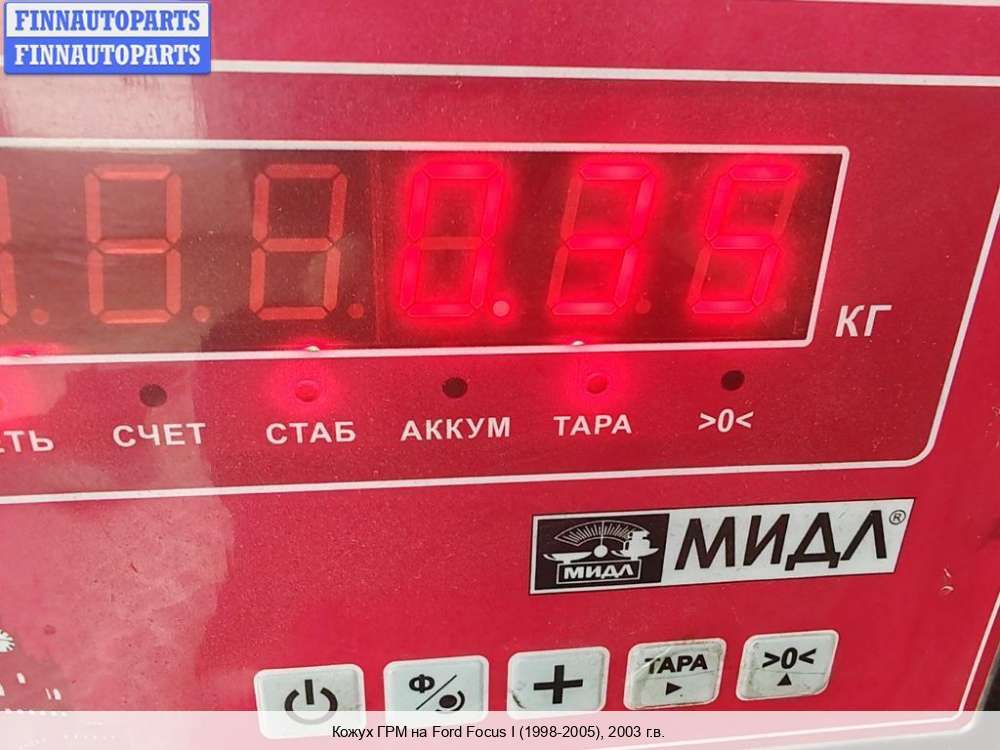 FINNAUTOPARTS
FINNAUTOPARTS
0.35
КГ
СЧЕТ СТАБ АККУМ ТАРА >0<
МИДЛ МИДЛ®
Ф/ + ТАРА >0<
Кожух ГРМ на Ford Focus I (1998-2005), 2003 г.в.